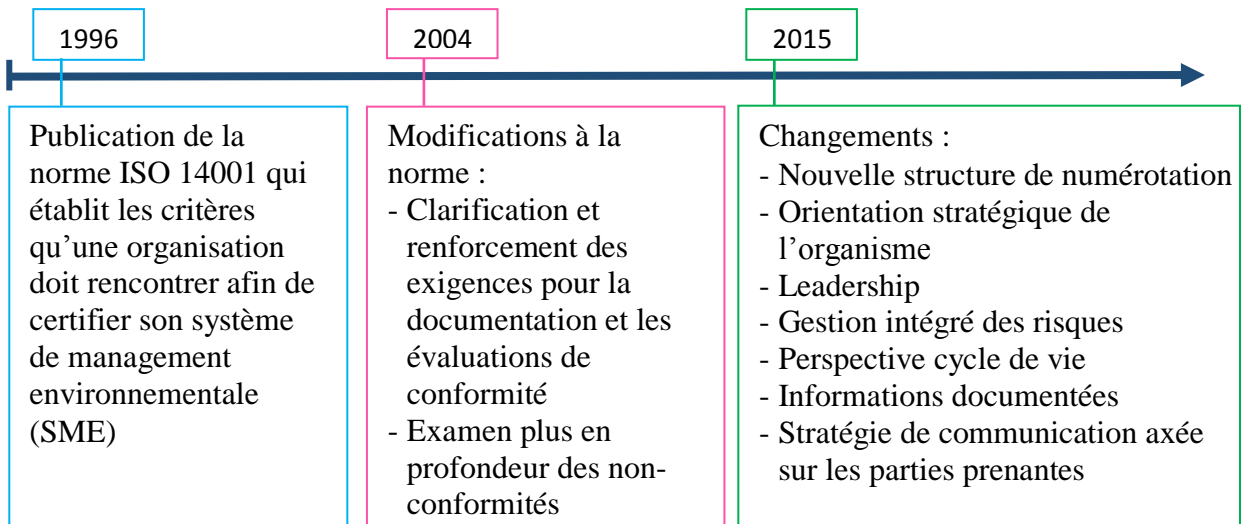 1996
2004
2015
Publication de la
norme ISO 14001 qui
établit les critères
qu’une organisation
doit rencontrer afin de
certifier son système
de management
environnementale
(SME)
Modifications à la
norme :
- Clarification et
renforcement des
exigences pour la
documentation et les
évaluations de
conformité
- Examen plus en
profondeur des non-
conformités
Changements :
- Nouvelle structure de numérotation
- Orientation stratégique de
l’organisme
- Leadership
- Gestion intégré des risques
- Perspective cycle de vie
- Informations documentées
- Stratégie de communication axée
sur les parties prenantes